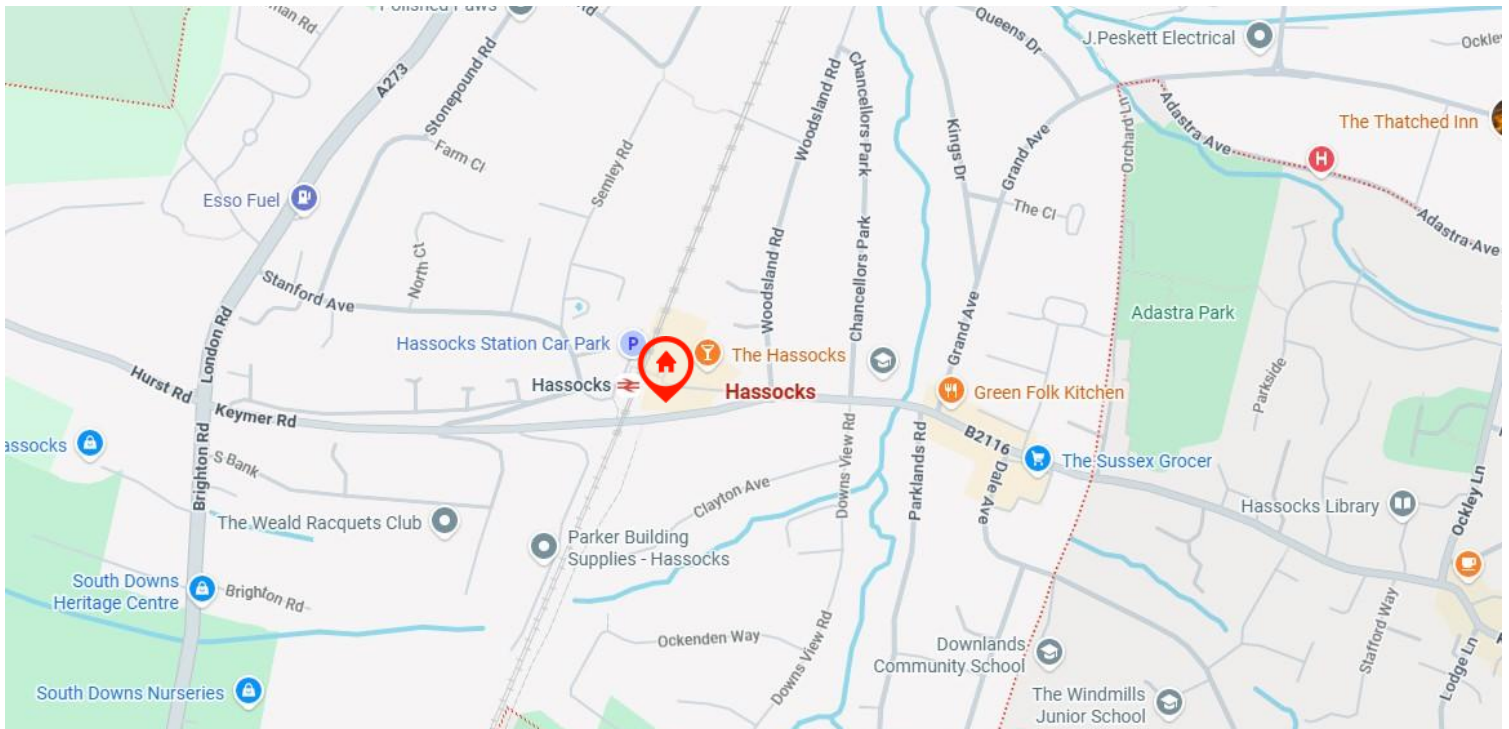 Polished Paws
A273
Stonepound Rd
Farm Cl
Semley Rd
Esso Fuel
North Ct
Stanford Ave
London Rd
Hurst Rd
Keymer Rd
Brighton Rd
S Bank
assocks
The Weald Racquets Club
South Downs
Heritage Centre
Brighton Rd
South Downs Nurseries
Hassocks Station Car Park
P
Hassocks
The Hassocks
Hassocks
Woodsland Rd
Woodsland Rd
Chancellors Park
Chancellors Park
Queens Dr
Kings Dr
Grand Ave
Grand Ave
The Cl
J.Peskett Electrical
Ockle
Orchard Ln
Adastra Ave
The Thatched Inn
H
Adastra Ave
Adastra Park
Parkside
Green Folk Kitchen
B2116
The Sussex Grocer
Dale Ave
Parklands Rd
Downs View Rd
Clayton Ave
Parker Building
Supplies - Hassocks
Ockenden Way
Downs View Rd
Downlands
Community School
The Windmills
Junior School
Hassocks Library
Ockley Ln
Stafford Way
Lodge Ln